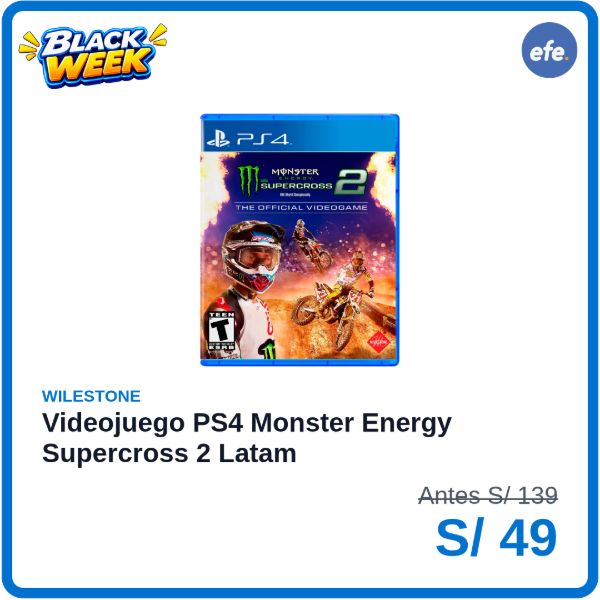 BLACK
WEEK
efe.
PS4
MONSTER
ENERGY
SUPERCROSS 2
THE OFFICIAL VIDEOGAME
TEEN
T
ESRB
WILESTONE
Videojuego PS4 Monster Energy
Supercross 2 Latam
Antes S/ 139
S/ 49